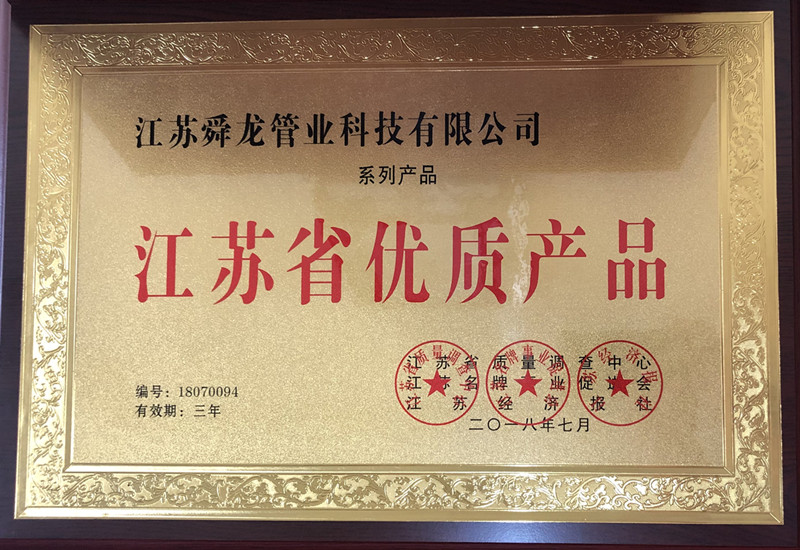 江苏舜龙管业科技有限公司
系列产品
江苏省优质产品
编号：18070094
有效期：三年
江苏省质量调查中心
江苏名牌事业促进会
江苏经济报社
二〇一八年七月